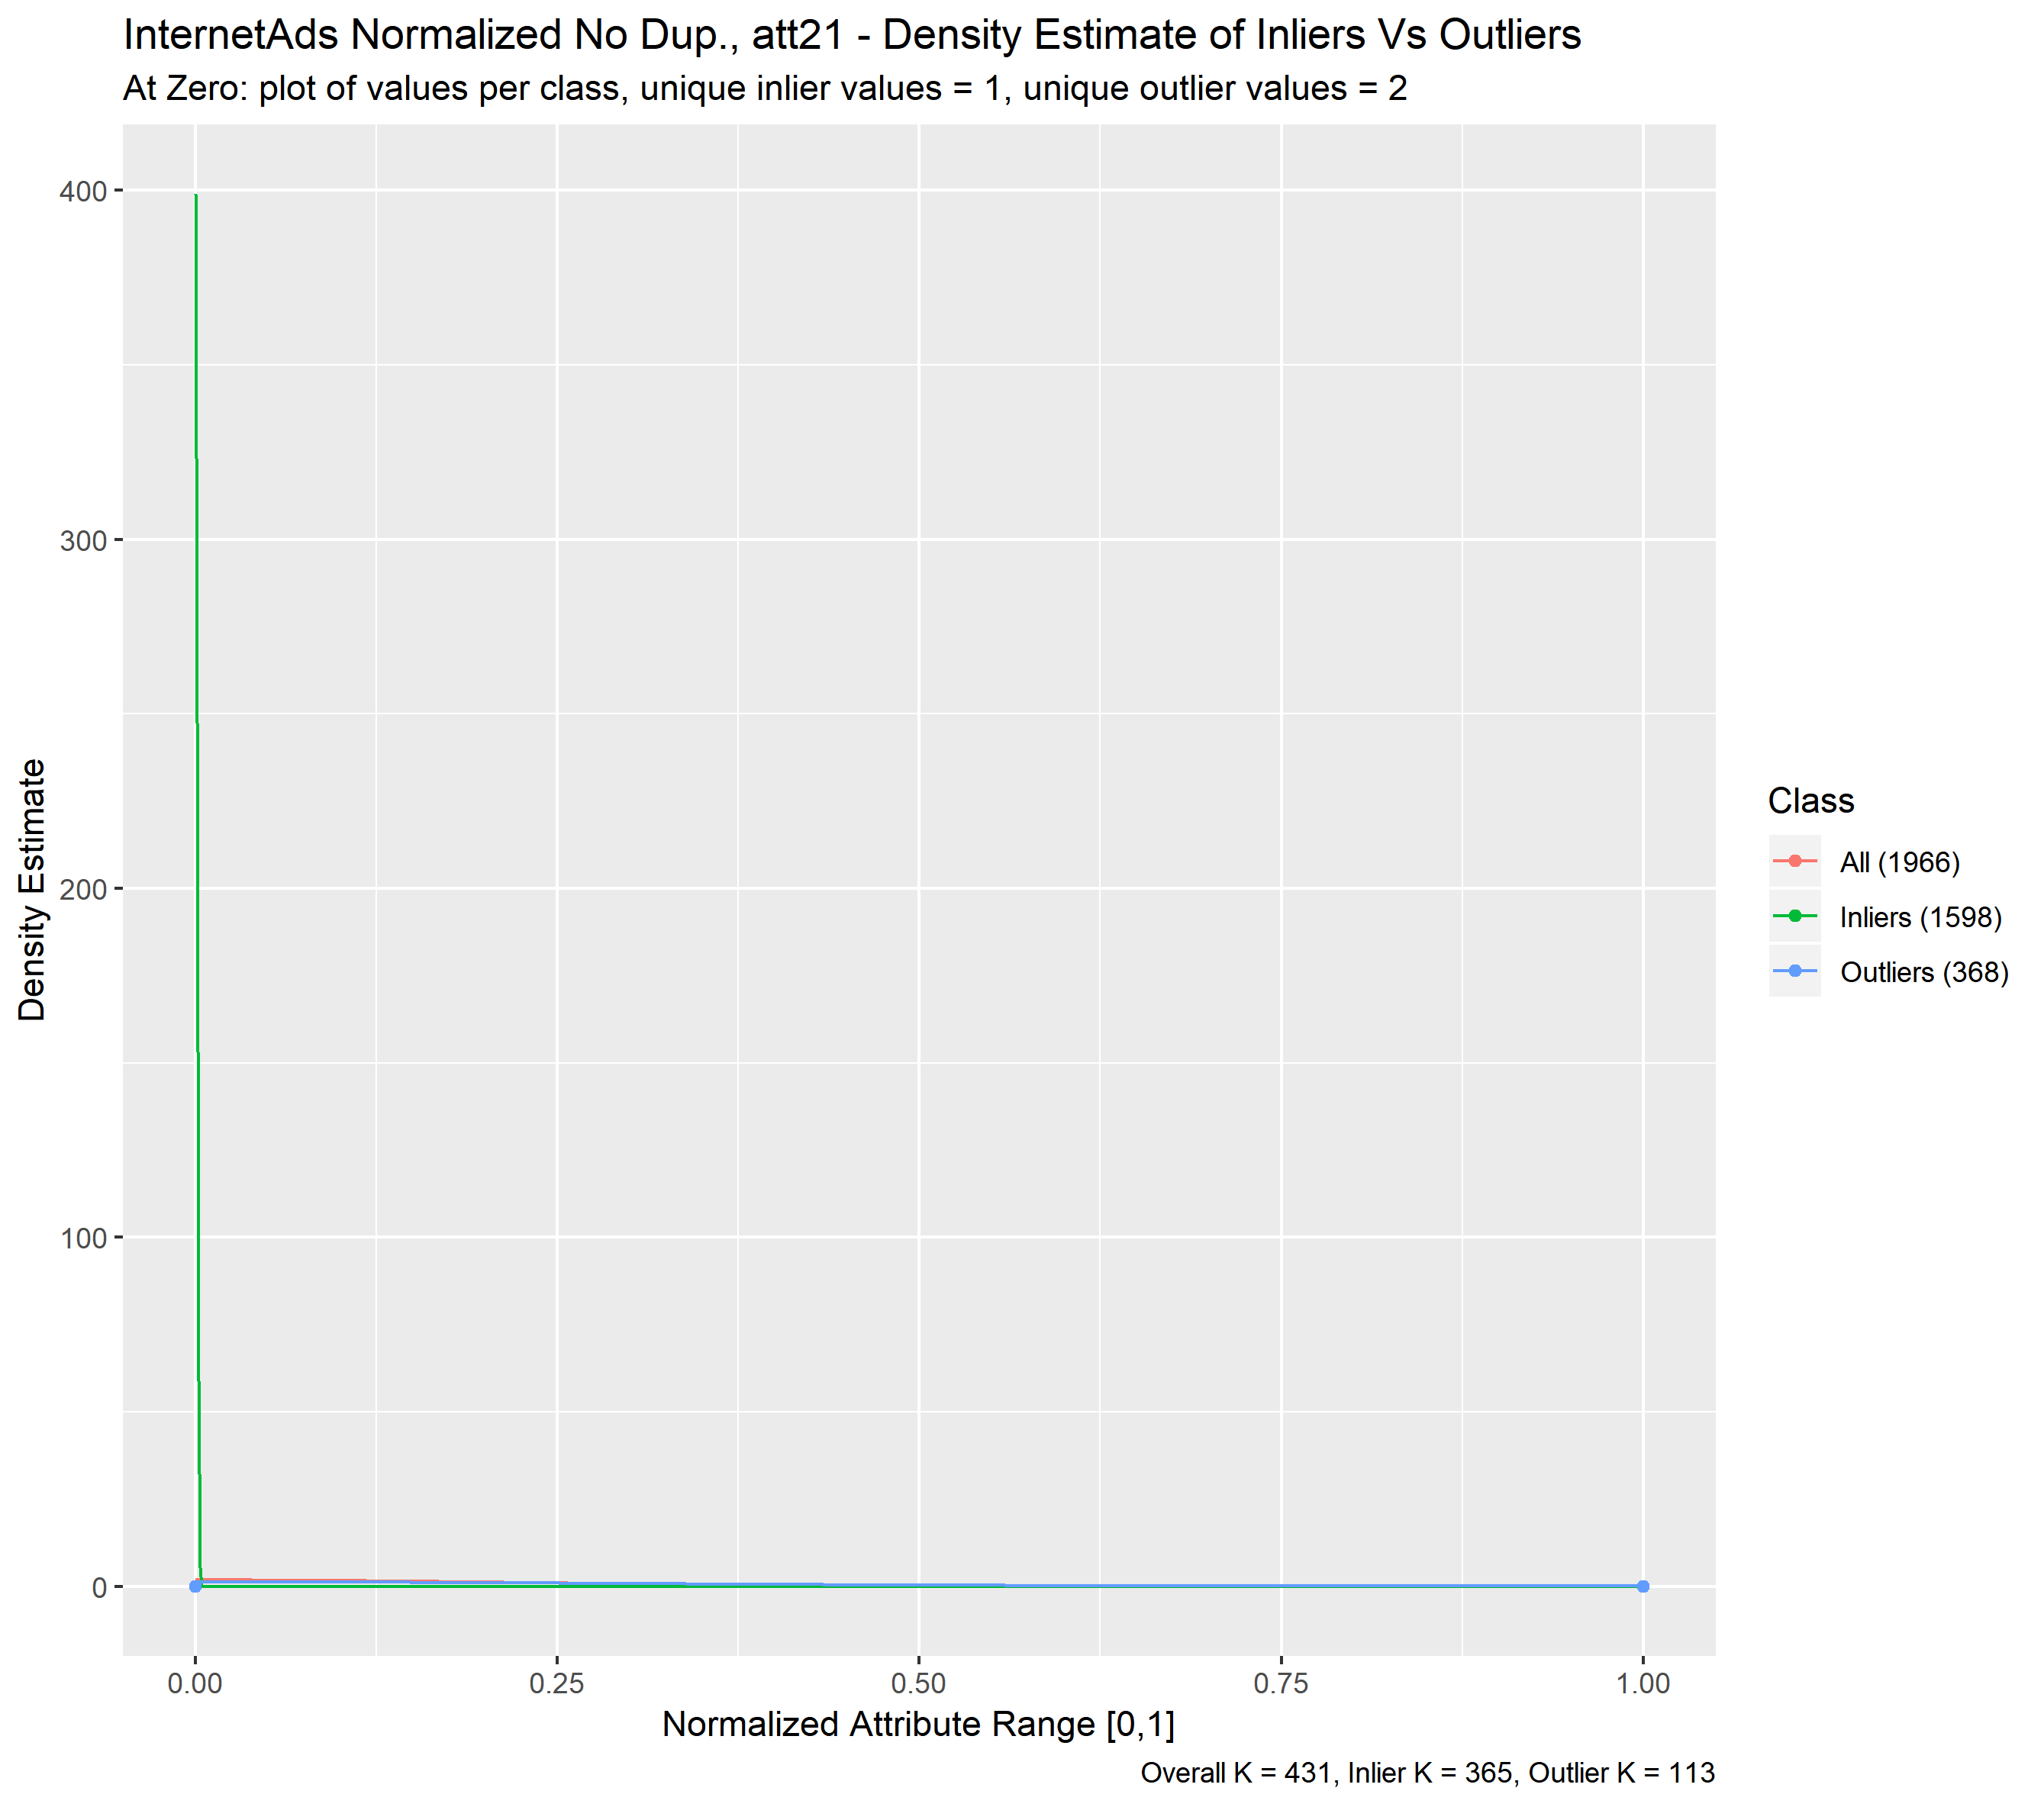 InternetAds Normalized No Dup., att21 - Density Estimate of Inliers Vs Outliers
At Zero: plot of values per class, unique inlier values = 1, unique outlier values = 2
Density Estimate
400
300
200
100
0
0.00 0.25 0.50 0.75 1.00
Normalized Attribute Range [0,1]
Overall K = 431, Inlier K = 365, Outlier K = 113
Class
All (1966)
Inliers (1598)
Outliers (368)